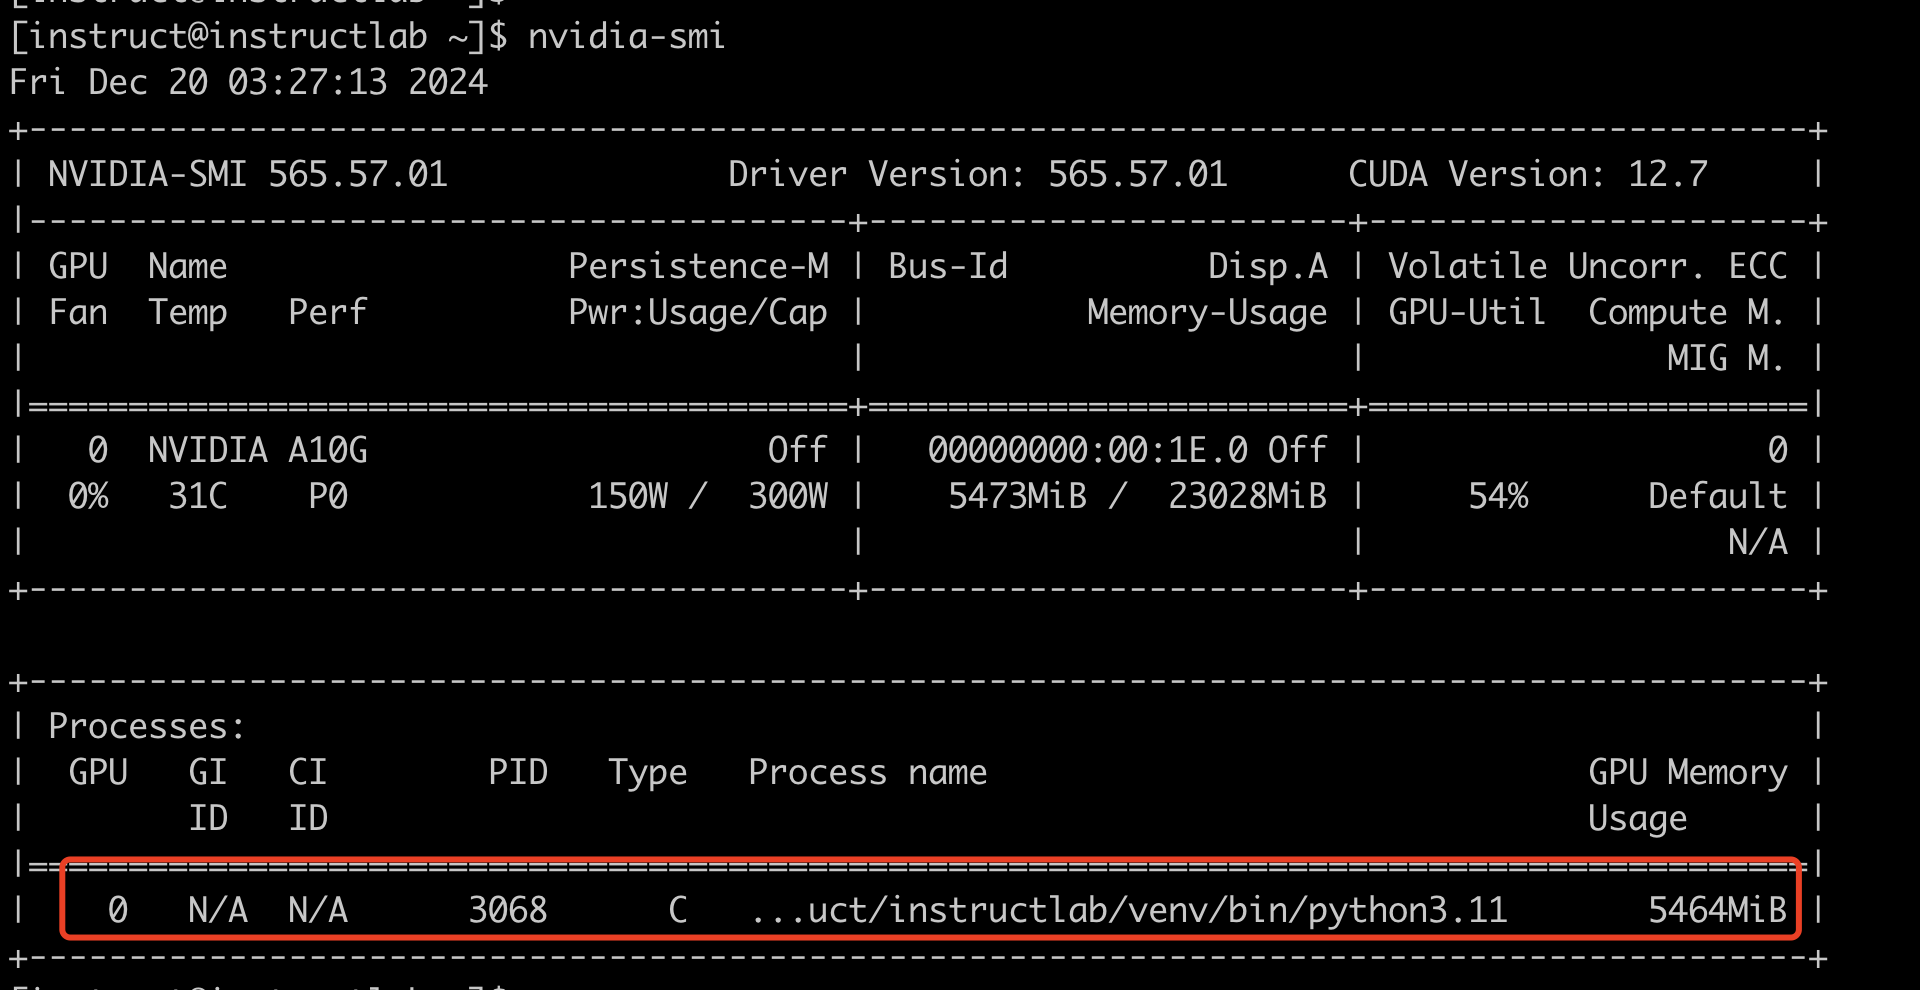 [instruct@instructlab ~]$
[instruct@instructlab ~]$ nvidia-smi
Fri Dec 20 03:27:13 2024
+-----------------------------------------------------------------------------------------+
| NVIDIA-SMI 565.57.01              Driver Version: 565.57.01      CUDA Version: 12.7     |
|-----------------------------------------+------------------------+----------------------+
| GPU  Name                 Persistence-M | Bus-Id          Disp.A | Volatile Uncorr. ECC |
| Fan  Temp   Perf          Pwr:Usage/Cap |           Memory-Usage | GPU-Util  Compute M. |
|                                         |                        |               MIG M. |
|=========================================+========================+======================|
|   0  NVIDIA A10G                    Off |   00000000:00:1E.0 Off |                    0 |
|  0%   31C    P0             150W /  300W |    5473MiB /  23028MiB |     54%      Default |
|                                         |                        |                  N/A |
+-----------------------------------------+------------------------+----------------------+
+-----------------------------------------------------------------------------------------+
| Processes:                                                                              |
|  GPU   GI   CI        PID   Type   Process name                              GPU Memory |
|        ID   ID                                                               Usage      |
|=========================================================================================|
|    0   N/A  N/A      3068      C   ...uct/instructlab/venv/bin/python3.11       5464MiB |
+-----------------------------------------------------------------------------------------+
[instruct@instructlab ~]$